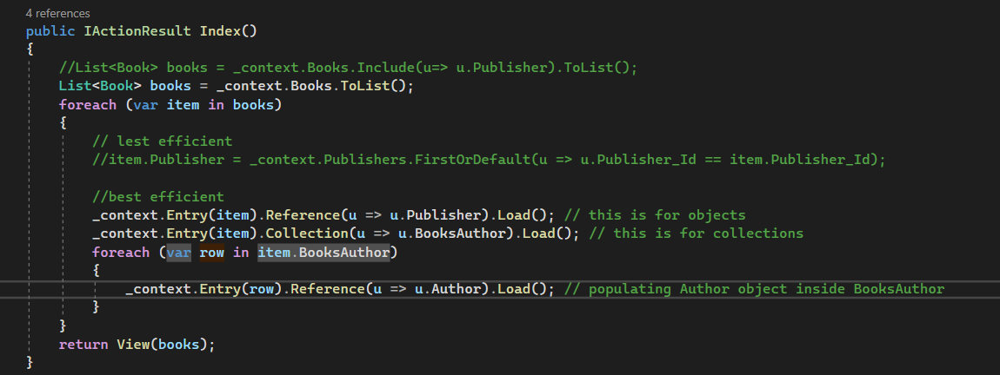 4 references
public IActionResult Index()
{
//List<Book> books = _context.Books.Include(u=> u.Publisher).ToList();
List<Book> books = _context.Books.ToList();
foreach (var item in books)
{
// lest efficient
//item.Publisher = _context.Publishers.FirstOrDefault(u => u.Publisher_Id == item.Publisher_Id);
//best efficient
_context.Entry(item).Reference(u => u.Publisher).Load(); // this is for objects
_context.Entry(item).Collection(u => u.BooksAuthor).Load(); // this is for collections
foreach (var row in item.BooksAuthor)
{
_context.Entry(row).Reference(u => u.Author).Load(); // populating Author object inside BooksAuthor
}
}
return View(books);
}